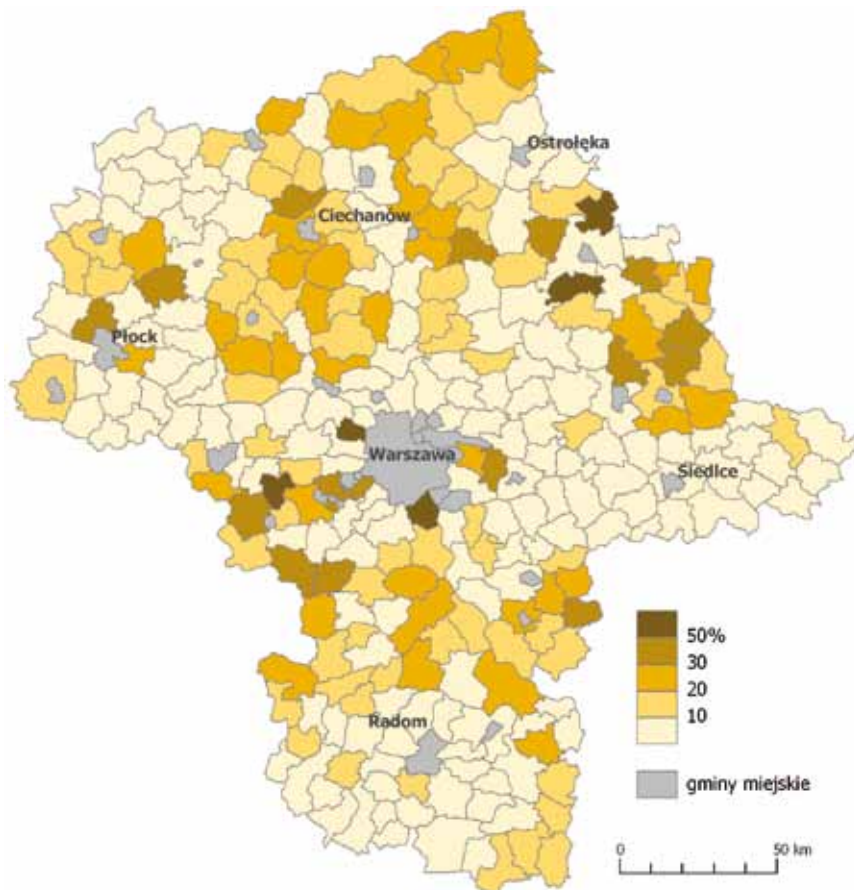 Ostrołęka
Ciechanów
Płock
Warszawa
Siedlce
50%
30
20
10
Radom
gminy miejskie
0 50 km